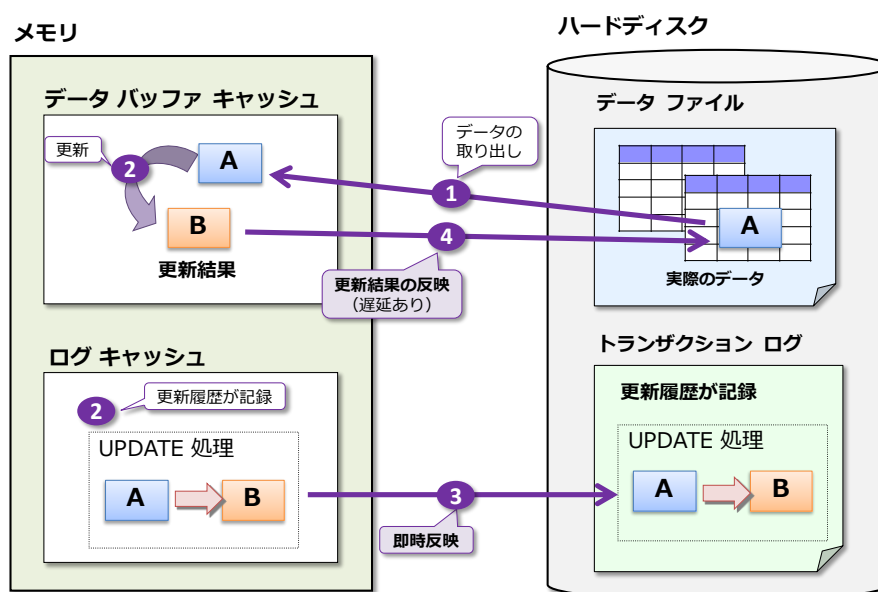 メモリ
ハードディスク
データ バッファ キャッシュ
データ ファイル
更新
2
A
B
更新結果
データの
取り出し
1
4
更新結果の反映
（遅延あり）
A
実際のデータ
ログ キャッシュ
トランザクション ログ
2
更新履歴が記録
UPDATE 処理
A
B
3
即時反映
更新履歴が記録
UPDATE 処理
A
B